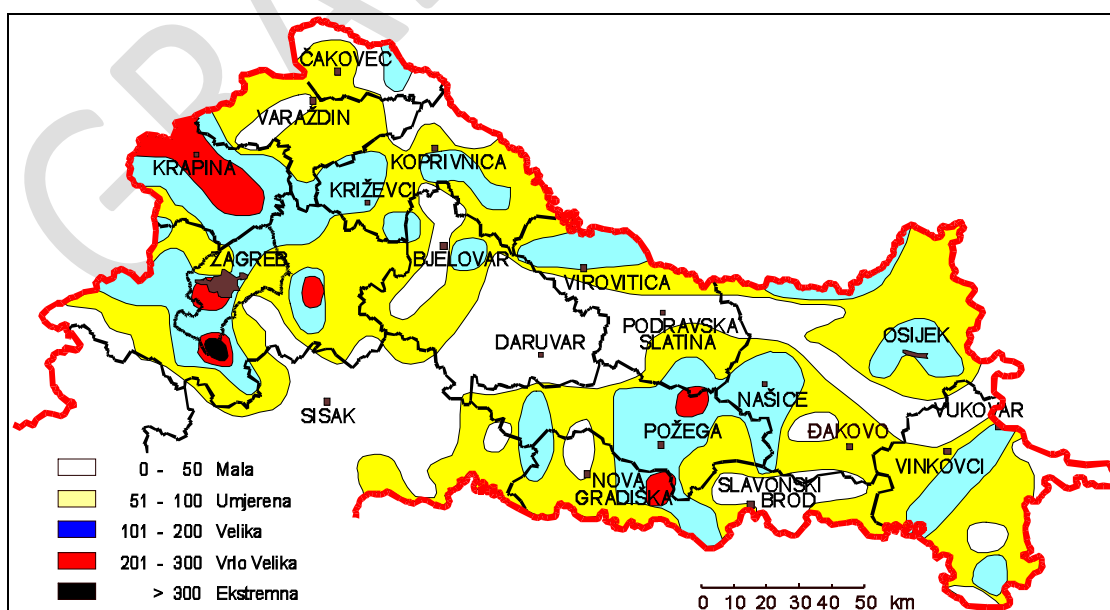 GRA
ČAKOVEC
VARAŽDIN
KRAPINA
KOPRIVNICA
KRIŽEVCI
ZAGREB
BJELOVAR
VIROVITICA
PODRAVSKA
SLATINA
DARUVAR
OSIJEK
SISAK
NAŠICE
VUKOVAR
POŽEGA
ĐAKOVO
VINKOVCI
NOVA
GRADIŠKA
SLAVONSKI
BROD
0 - 50 Mala
51 - 100 Umjerena
101 - 200 Velika
201 - 300 Vrlo Velika
> 300 Ekstremna
0 10 20 30 40 50 km